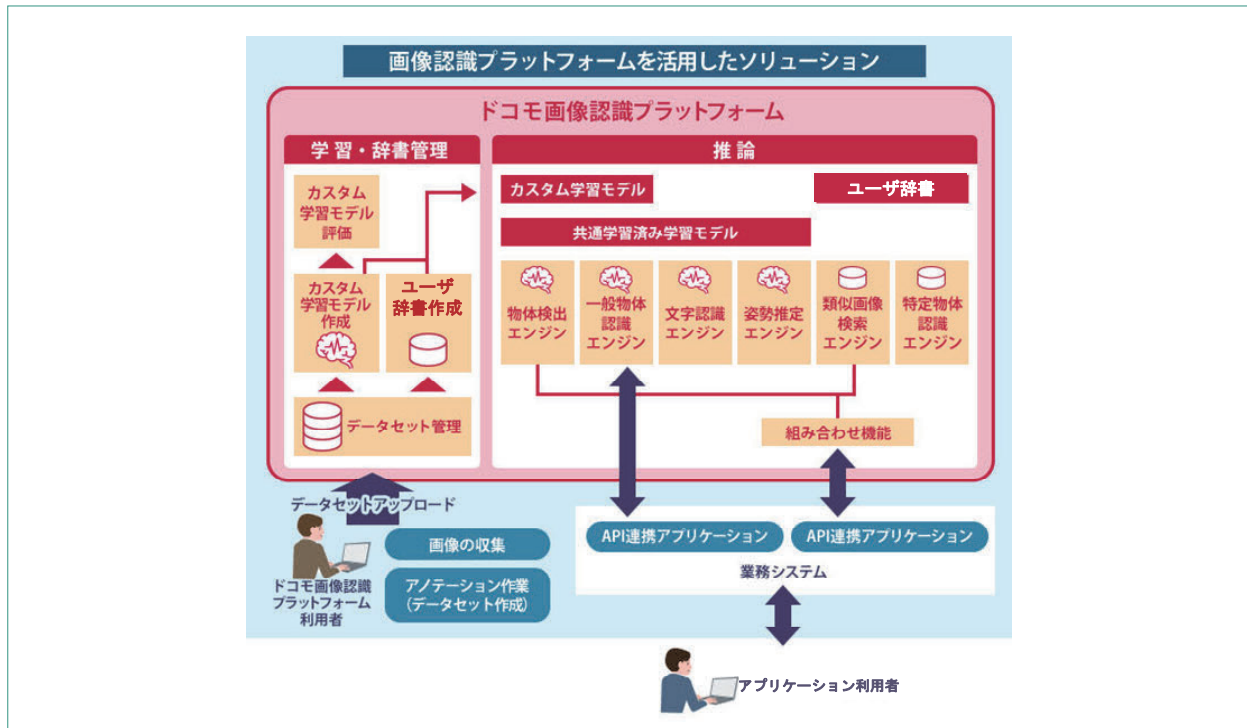 画像認識プラットフォームを活用したソリューション
ドコモ画像認識プラットフォーム
学習・辞書管理
カスタム
学習モデル
評価
カスタム
学習モデル
作成
ユーザ
辞書作成
データセット管理
推論
カスタム学習モデル
ユーザ辞書
共通学習済み学習モデル
物体検出
エンジン
一般物体
認識
エンジン
文字認識
エンジン
姿勢推定
エンジン
類似画像
検索
エンジン
特定物体
認識
エンジン
組み合わせ機能
データセットアップロード
ドコモ画像認識
プラットフォーム
利用者
画像の収集
アノテーション作業
(データセット作成)
API連携アプリケーション
API連携アプリケーション
業務システム
アプリケーション利用者